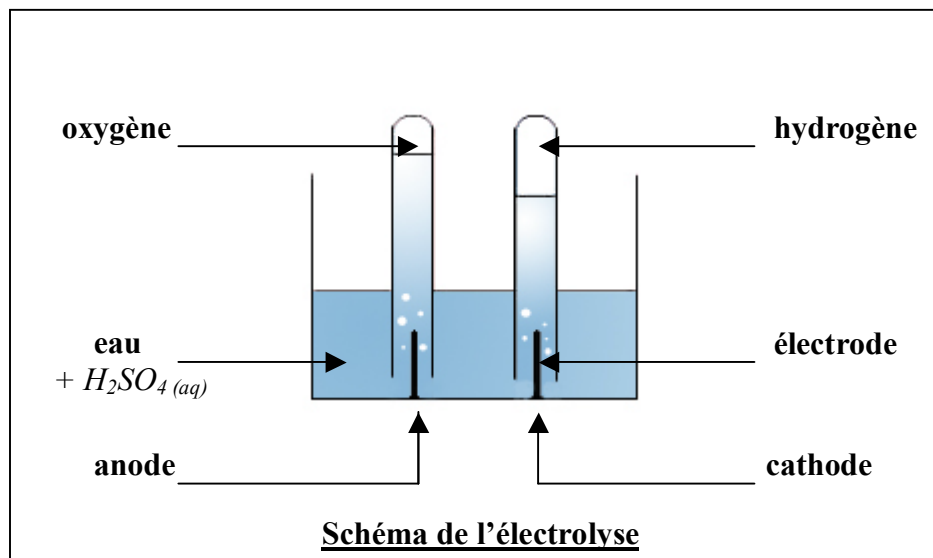 oxygène
hydrogène
eau
+ H₂SO₄ (aq)
électrode
anode
cathode
Schéma de l’électrolyse